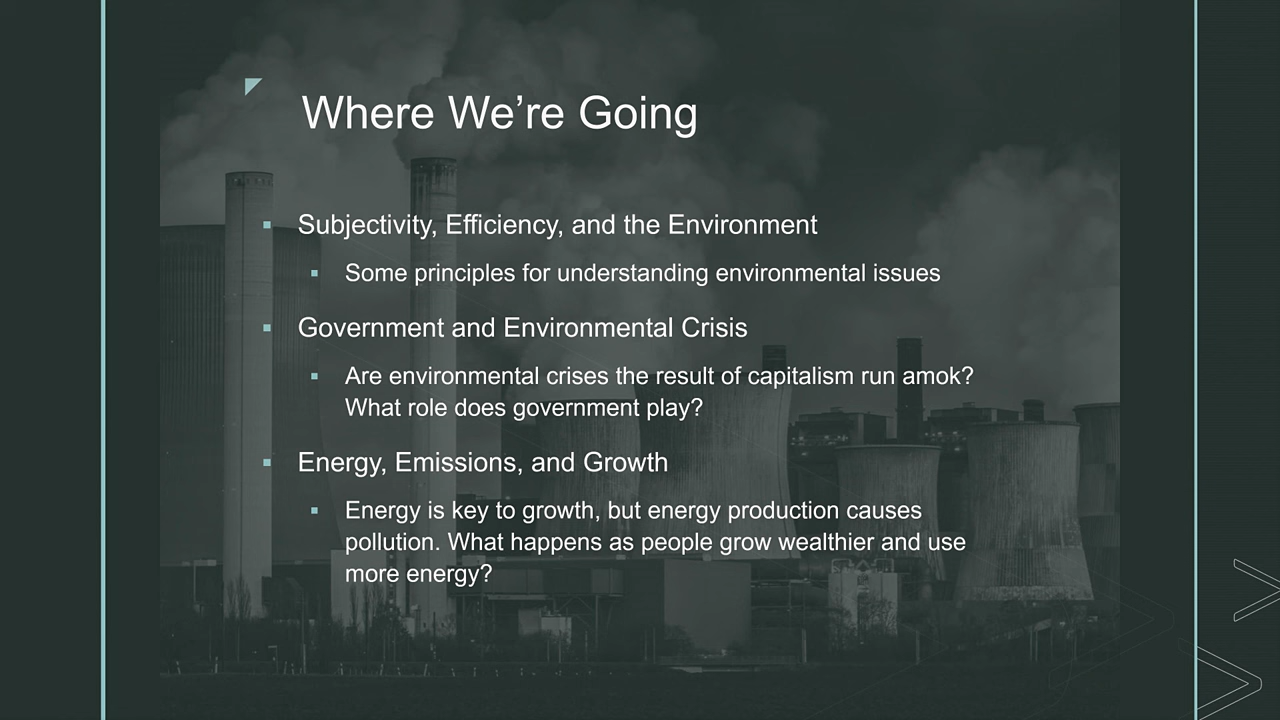 Where We’re Going
Subjectivity, Efficiency, and the Environment
Some principles for understanding environmental issues
Government and Environmental Crisis
Are environmental crises the result of capitalism run amok?
What role does government play?
Energy, Emissions, and Growth
Energy is key to growth, but energy production causes
pollution. What happens as people grow wealthier and use
more energy?